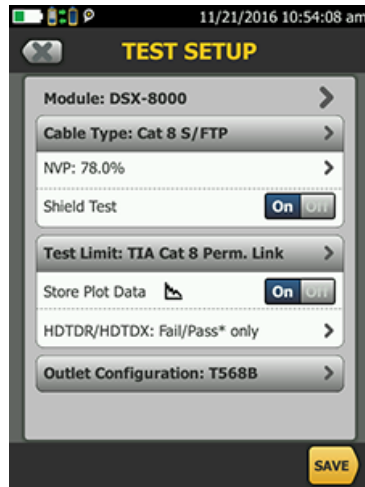 11/21/2016 10:54:08 am
TEST SETUP
Module: DSX-8000
Cable Type: Cat 8 S/FTP
NVP: 78.0%
Shield Test On Off
Test Limit: TIA Cat 8 Perm. Link
Store Plot Data On Off
HDTDR/HDTDX: Fail/Pass* only
Outlet Configuration: T568B
SAVE